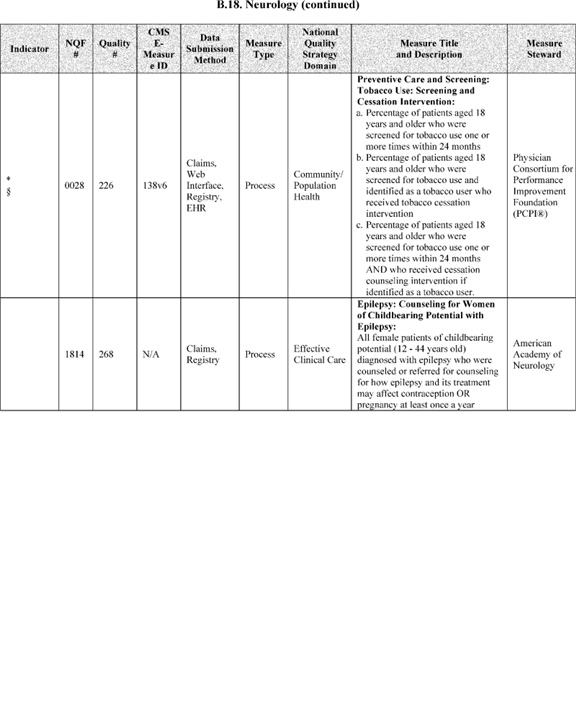 B.18. Neurology (continued)
Indicator
NQF
#
Quality
#
CMS
E-
Measur
e ID
Data
Submission
Method
Measure
Type
National
Quality
Strategy
Domain
Measure Title
and Description
Measure
Steward
*
§
0028
226
138v6
Claims,
Web
Interface,
Registry,
EHR
Process
Community/
Population
Health
Preventive Care and Screening:
Tobacco Use: Screening and
Cessation Intervention:
a. Percentage of patients aged 18
years and older who were
screened for tobacco use one or
more times within 24 months
b. Percentage of patients aged 18
years and older who were
screened for tobacco use and
identified as a tobacco user who
received tobacco cessation
intervention
c. Percentage of patients aged 18
years and older who were
screened for tobacco use one or
more times within 24 months
AND who received cessation
counseling intervention if
identified as a tobacco user.
Physician
Consortium for
Performance
Improvement
Foundation
(PCPI®)
1814
268
N/A
Claims,
Registry
Process
Effective
Clinical Care
Epilepsy: Counseling for Women
of Childbearing Potential with
Epilepsy:
All female patients of childbearing
potential (12 - 44 years old)
diagnosed with epilepsy who were
counseled or referred for counseling
for how epilepsy and its treatment
may affect contraception OR
pregnancy at least once a year
American
Academy of
Neurology